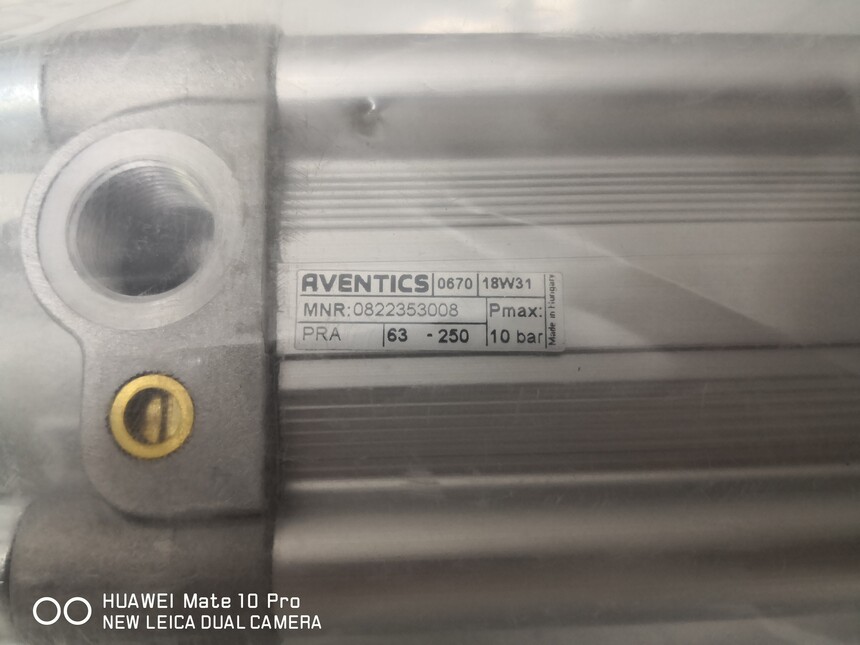 AVENTICS 0670 18W31
MNR:0822353008 Pmax:
PRA 63 - 250 10 bar
Made in Hungary
HUAWEI Mate 10 Pro
NEW LEICA DUAL CAMERA